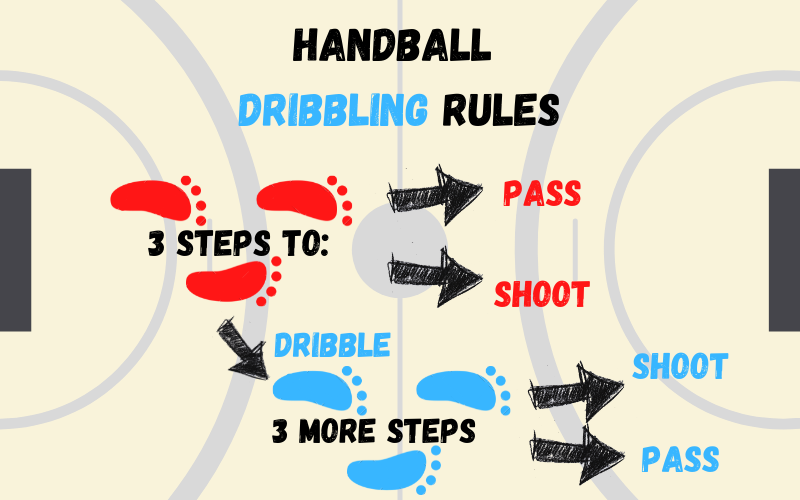 HANDBALL
DRIBBLING RULES
PASS
3 STEPS TO:
SHOOT
DRIBBLE
SHOOT
3 MORE STEPS
PASS